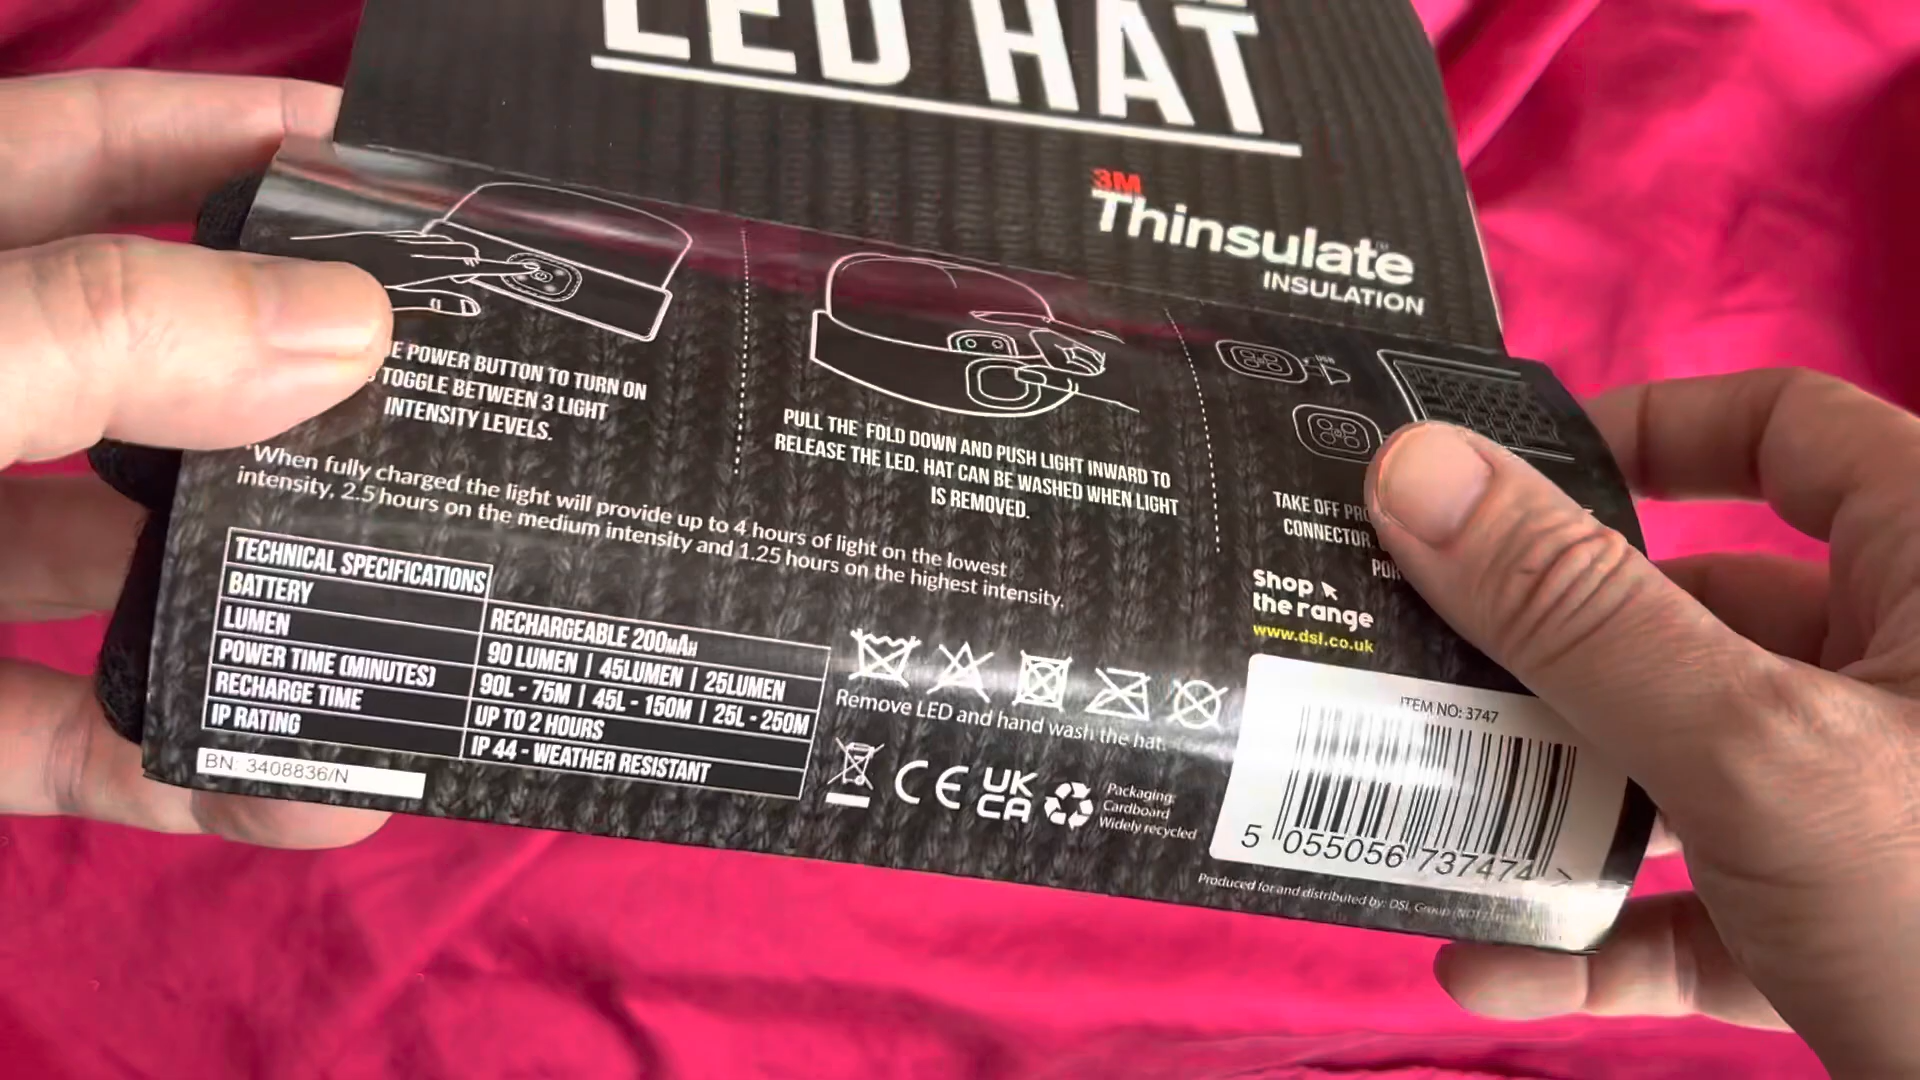 LED HAT
3M
Thinsulate
INSULATION
POWER BUTTON TO TURN ON
TOGGLE BETWEEN 3 LIGHT
INTENSITY LEVELS.
PULL THE FOLD DOWN AND PUSH LIGHT INWARD TO
RELEASE THE LED. HAT CAN BE WASHED WHEN LIGHT
IS REMOVED.
USB
TAKE OFF
CONNECTOR
*When fully charged the light will provide up to 4 hours of light on the lowest
intensity, 2.5 hours on the medium intensity and 1.25 hours on the highest intensity.
TECHNICAL SPECIFICATIONS
BATTERY RECHARGEABLE 200mAh
LUMEN 90 LUMEN | 45LUMEN | 25LUMEN
POWER TIME (MINUTES) 90L - 75M | 45L - 150M | 25L - 250M
RECHARGE TIME UP TO 2 HOURS
IP RATING IP 44 - WEATHER RESISTANT
BN: 3408836/N
Remove LED and hand wash the hat.
CE
UK
CA
Packaging:
Cardboard
Widely recycled
Shop
the range
www.dsl.co.uk
ITEM NO: 3747
5 055056 737474 >
Produced for and distributed by: DSL Group